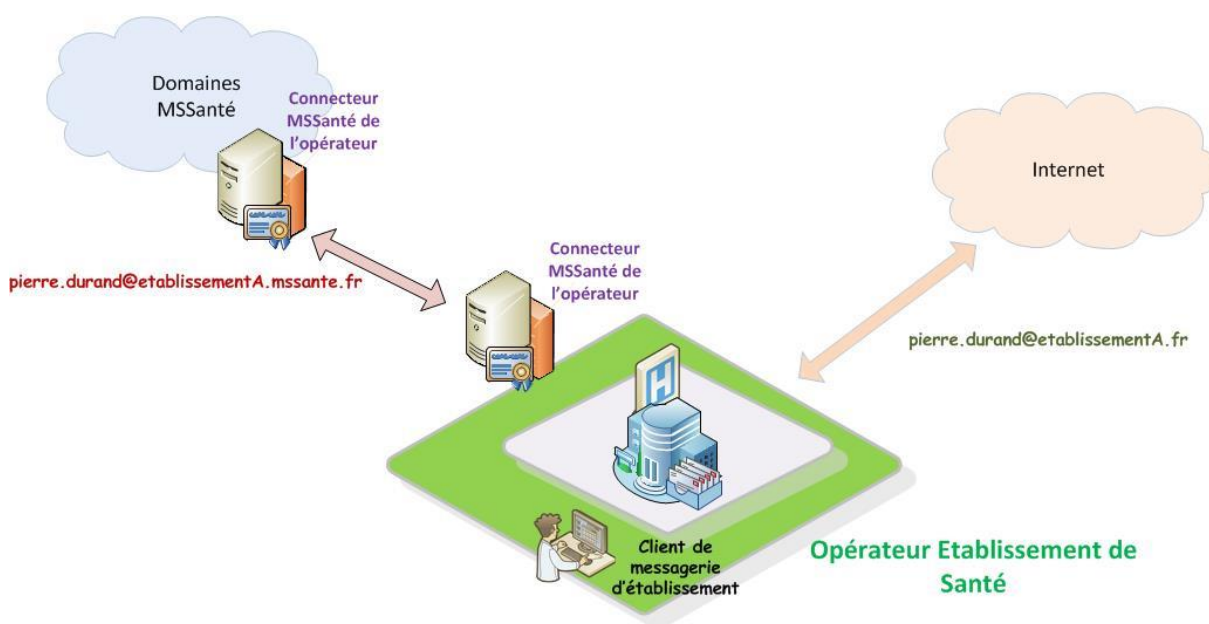 Domaines
MSSanté
Connecteur
MSSanté de
l'opérateur
Internet
pierre.durand@etablissementA.mssante.fr
Connecteur
MSSanté de
l'opérateur
pierre.durand@etablissementA.fr
H
Client de
messagerie
d'établissement
Opérateur Etablissement de
Santé